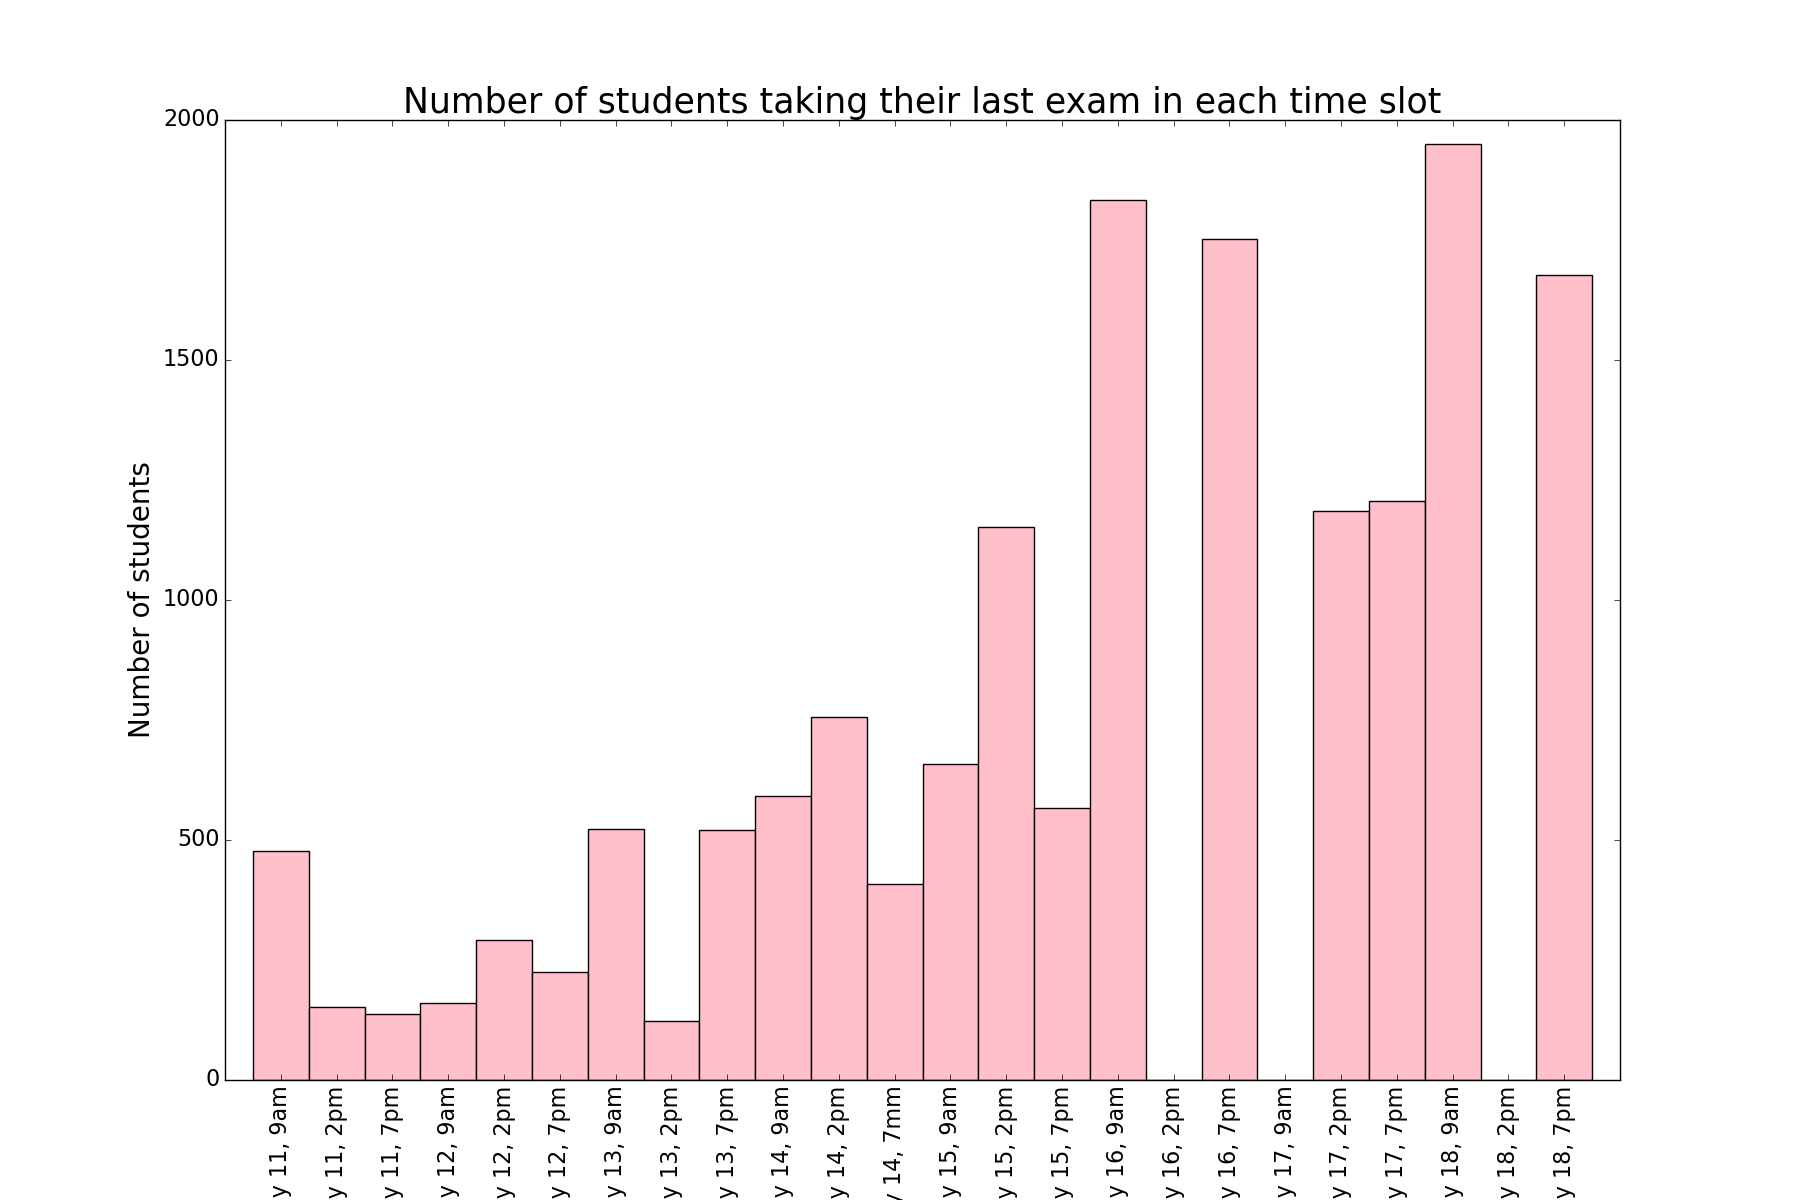 Number of students taking their last exam in each time slot
Number of students
2000
1500
1000
500
0
y 11, 9am
y 11, 2pm
y 11, 7pm
y 12, 9am
y 12, 2pm
y 12, 7pm
y 13, 9am
y 13, 2pm
y 13, 7pm
y 14, 9am
y 14, 2pm
y 14, 7mm
y 15, 9am
y 15, 2pm
y 15, 7pm
y 16, 9am
y 16, 2pm
y 16, 7pm
y 17, 9am
y 17, 2pm
y 17, 7pm
y 18, 9am
y 18, 2pm
y 18, 7pm